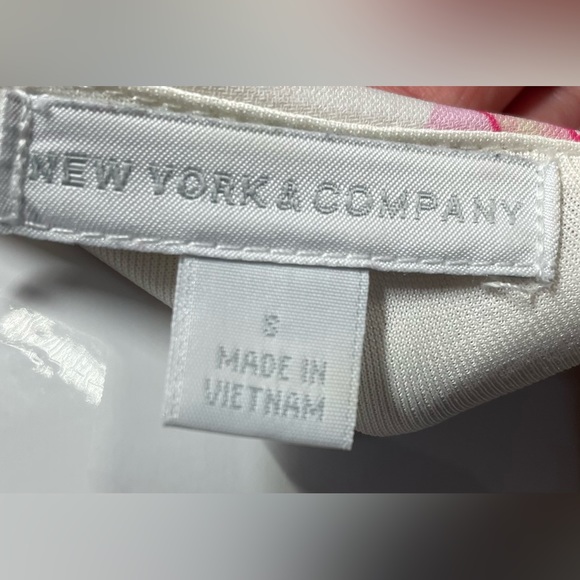 NEW YORK & COMPANY
S
MADE IN
VIETNAM